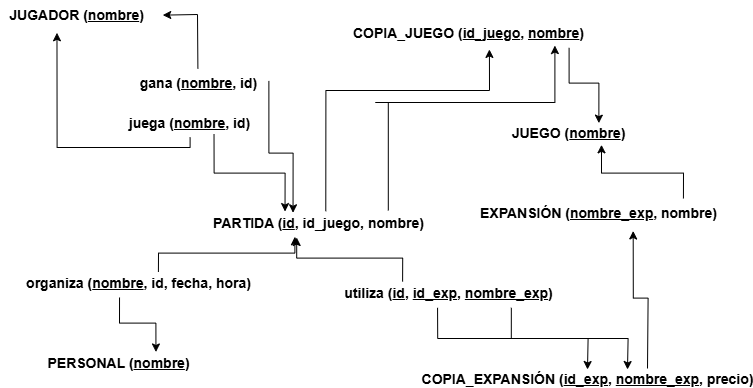 JUGADOR (nombre)
COPIA_JUEGO (id_juego, nombre)
gana (nombre, id)
juega (nombre, id)
JUEGO (nombre)
PARTIDA (id, id_juego, nombre)
EXPANSIÓN (nombre_exp, nombre)
organiza (nombre, id, fecha, hora)
utiliza (id, id_exp, nombre_exp)
PERSONAL (nombre)
COPIA_EXPANSIÓN (id_exp, nombre_exp, precio)